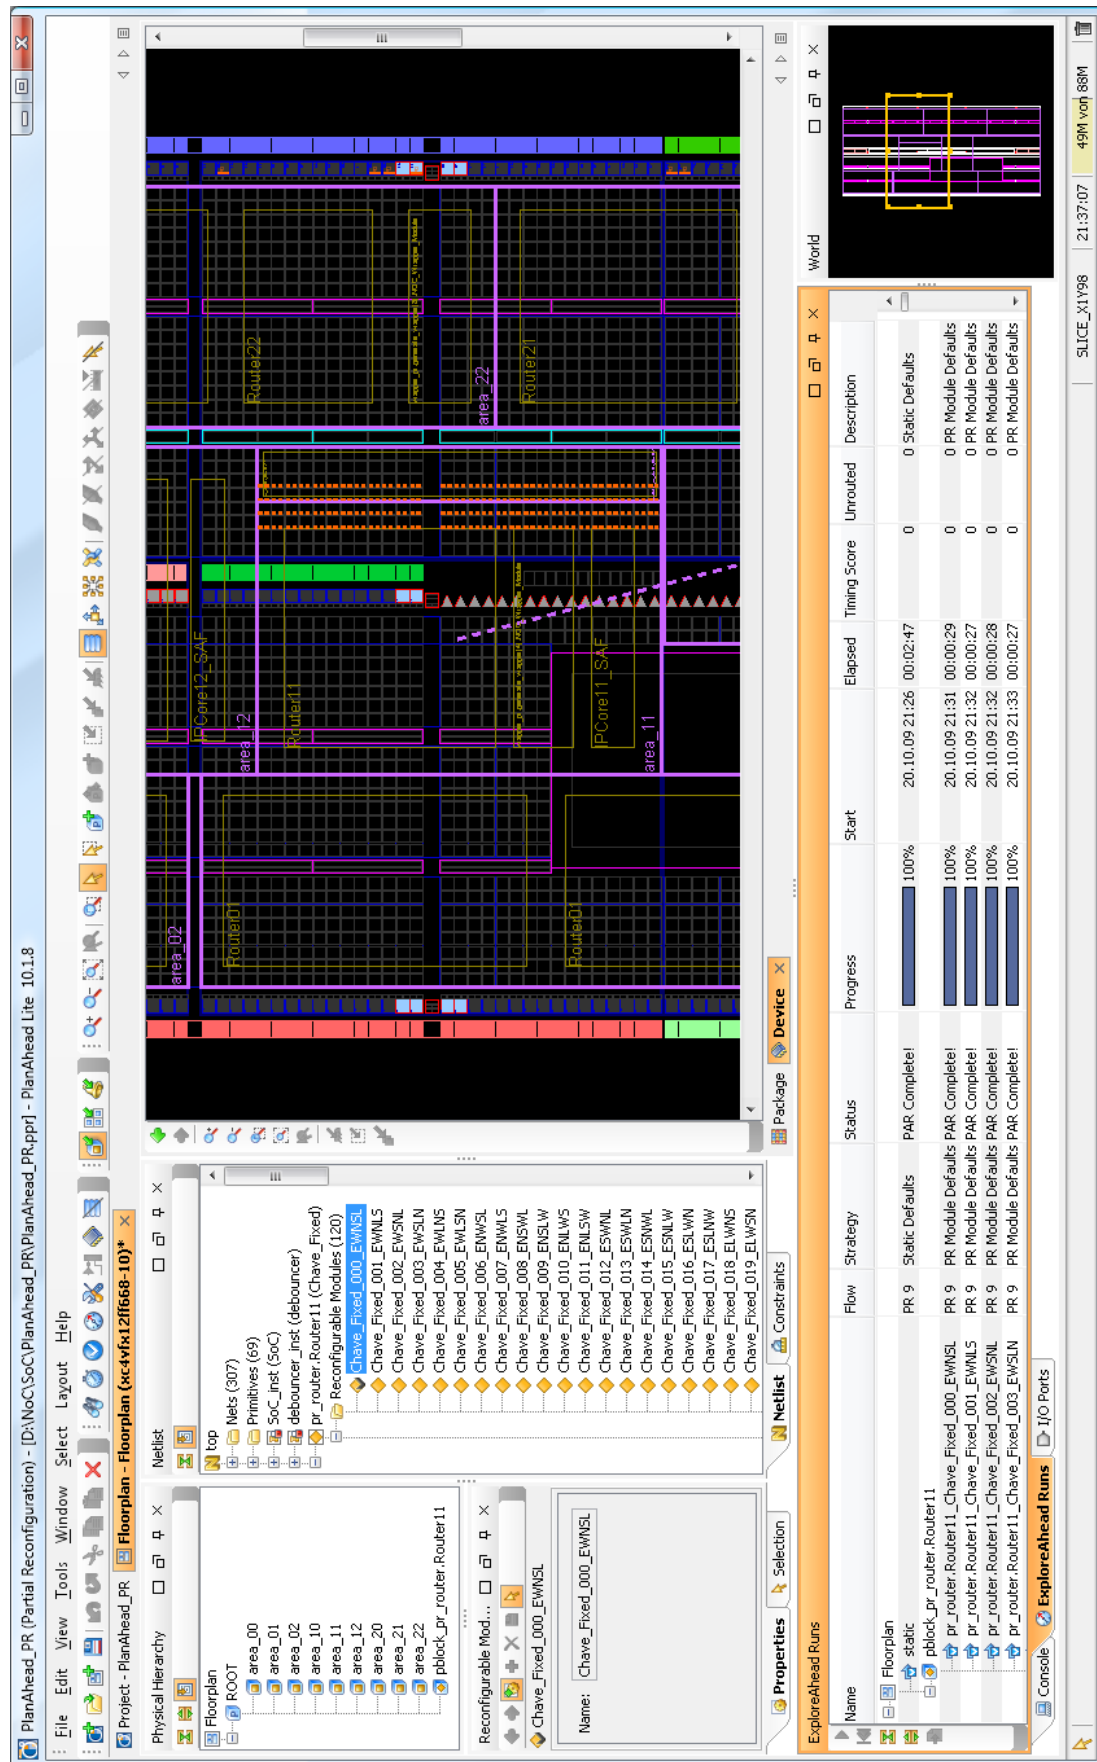 PlanAhead_PR (Partial Reconfiguration) - [D:\NoC\SoC\PlanAhead_PR\PlanAhead_PR.ppr] - PlanAhead Lite 10.1.8
File Edit View Tools Window Select Layout Help
Project - PlanAhead_PR
Floorplan - Floorplan (xc4vfx12ff668-10)*
Physical Hierarchy
Floorplan
ROOT
area_00
area_01
area_02
area_10
area_11
area_12
area_20
area_21
area_22
pblock_pr_router.Router11
Reconfigurable Mod...
Chave_Fixed_000_EWNSL
Name: Chave_Fixed_000_EWNSL
Properties
Selection
Netlist
top
Nets (307)
Primitives (69)
SoC_inst (SoC)
debouncer_inst (debouncer)
pr_router.Router11 (Chave_Fixed)
Reconfigurable Modules (120)
Chave_Fixed_000_EWNSL
Chave_Fixed_001_EWNLS
Chave_Fixed_002_EWSNL
Chave_Fixed_003_EWSLN
Chave_Fixed_004_EWLNS
Chave_Fixed_005_EWLSN
Chave_Fixed_006_ENWSL
Chave_Fixed_007_ENWLS
Chave_Fixed_008_ENSWL
Chave_Fixed_009_ENSLW
Chave_Fixed_010_ENLWS
Chave_Fixed_011_ENLSW
Chave_Fixed_012_ESWNL
Chave_Fixed_013_ESWLN
Chave_Fixed_014_ESNWL
Chave_Fixed_015_ESNLW
Chave_Fixed_016_ESLWN
Chave_Fixed_017_ESLNW
Chave_Fixed_018_ELWNS
Chave_Fixed_019_ELWSN
Netlist
Constraints
area_02
Router01
Router01
IPCore12_SAF
area_12
Router11
IPCore11_SAF
area_11
Router22
area_22
Router21
Package
Device
ExploreAhead Runs
Name Flow Strategy Status Progress Start Elapsed Timing Score Unrouted Description
Floorplan
static PR 9 Static Defaults PAR Complete! 100% 20.10.09 21:26 00:02:47 0 Static Defaults
pblock_pr_router.Router11
pr_router.Router11_Chave_Fixed_000_EWNSL PR 9 PR Module Defaults PAR Complete! 100% 20.10.09 21:31 00:00:29 0 0 PR Module Defaults
pr_router.Router11_Chave_Fixed_001_EWNLS PR 9 PR Module Defaults PAR Complete! 100% 20.10.09 21:32 00:00:27 0 0 PR Module Defaults
pr_router.Router11_Chave_Fixed_002_EWSNL PR 9 PR Module Defaults PAR Complete! 100% 20.10.09 21:32 00:00:28 0 0 PR Module Defaults
pr_router.Router11_Chave_Fixed_003_EWSLN PR 9 PR Module Defaults PAR Complete! 100% 20.10.09 21:33 00:00:27 0 0 PR Module Defaults
Console
ExploreAhead Runs
I/O Ports
World
SLICE_X1Y98 21:37:07 49M von 88M